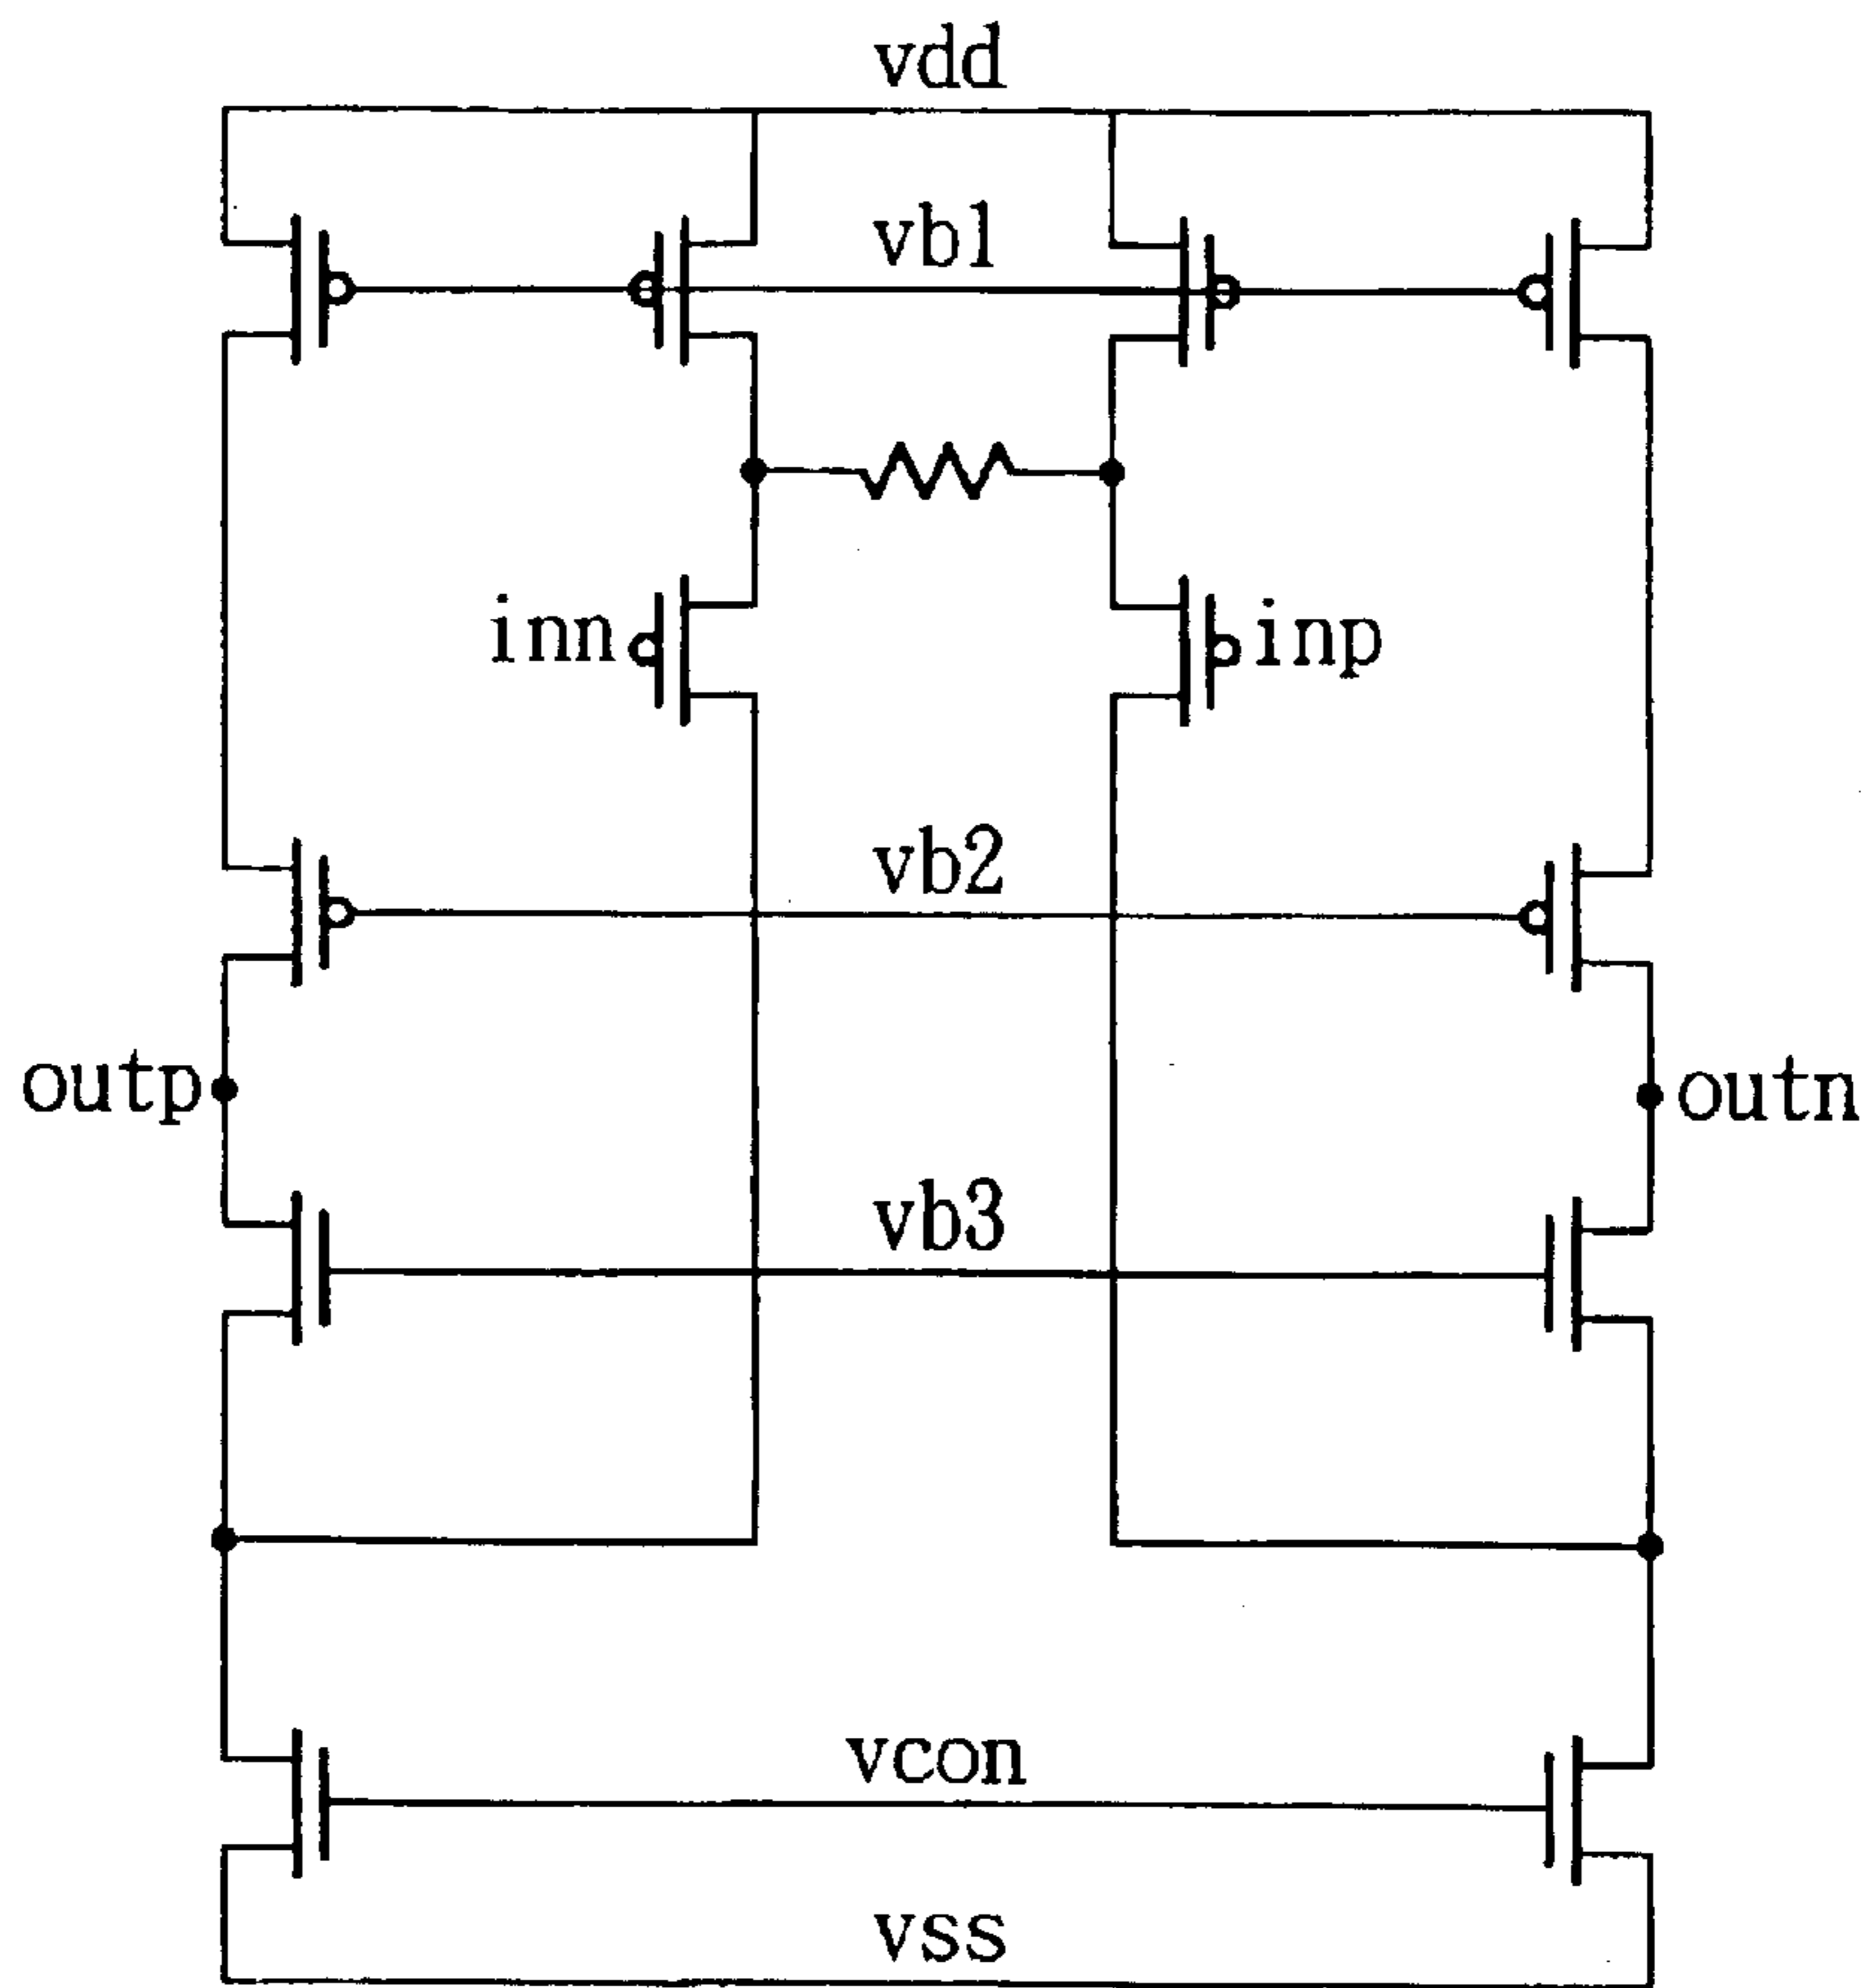 vdd
vb1
inn
inp
vb2
outp
outn
vb3
vcon
vss